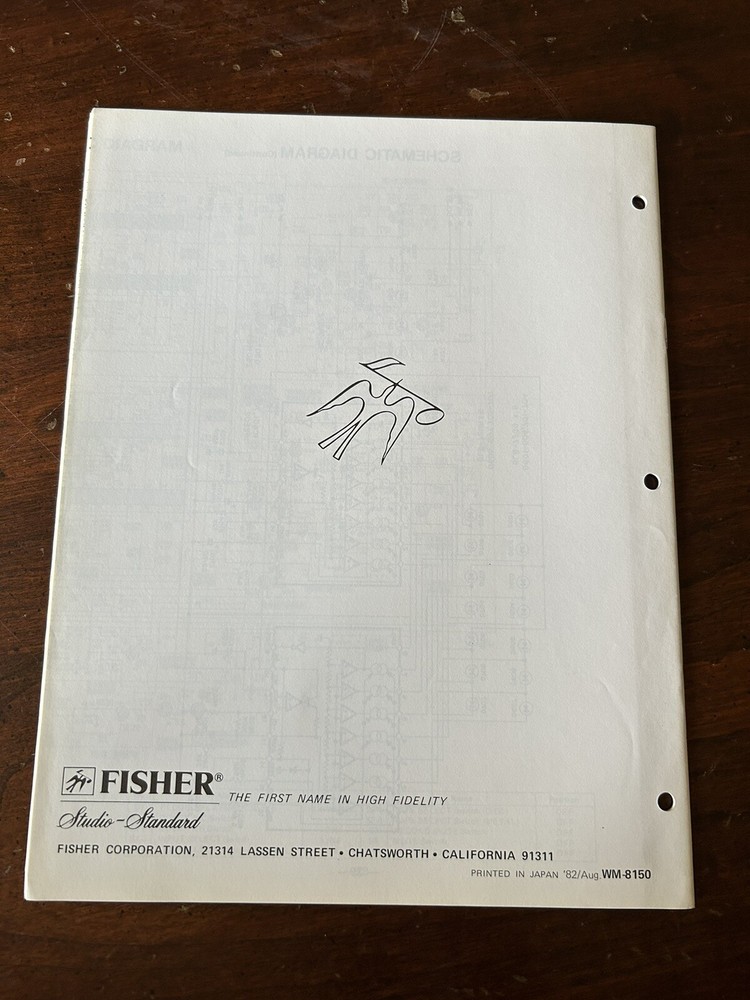 SCHEMATIC DIAGRAM (Continued)
FISHER®
THE FIRST NAME IN HIGH FIDELITY
Studio-Standard
FISHER CORPORATION, 21314 LASSEN STREET • CHATSWORTH • CALIFORNIA 91311
PRINTED IN JAPAN '82/Aug. WM-8150